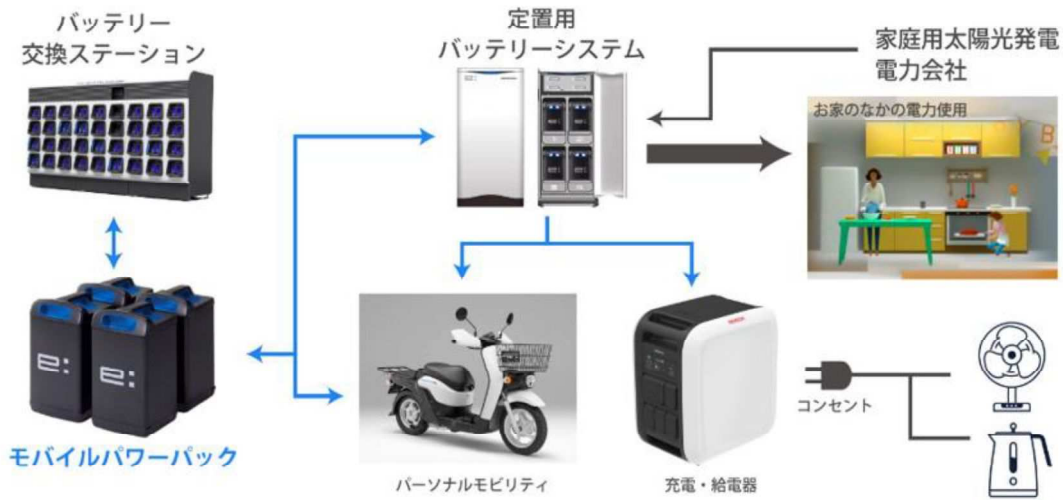 バッテリー
交換ステーション
定置用
バッテリーシステム
家庭用太陽光発電
電力会社
お家のなかの電力使用
e:
e:
モバイルパワーパック
パーソナルモビリティ
充電・給電器
コンセント